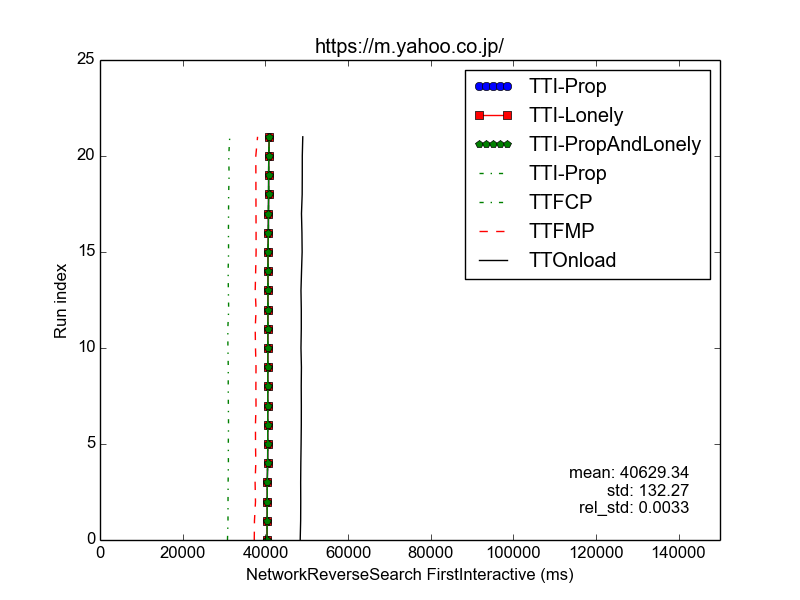 https://m.yahoo.co.jp/
25
20
15
10
5
0
Run index
TTI-Prop
TTI-Lonely
TTI-PropAndLonely
TTI-Prop
TTFCP
TTFMP
TTOnload
mean: 40629.34
std: 132.27
rel_std: 0.0033
0 20000 40000 60000 80000 100000 120000 140000
NetworkReverseSearch FirstInteractive (ms)